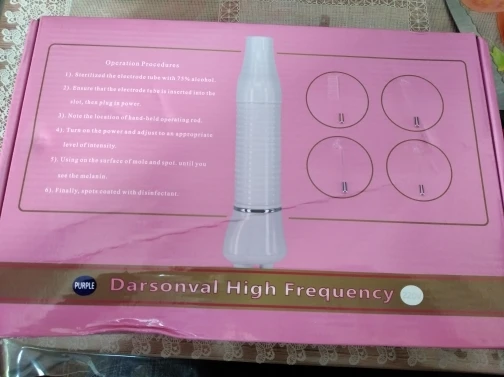 Operation Procedures
1). Sterilized the electrode tube with 75% alcohol.
2). Ensure that the electrode tube is inserted into the
slot, then plug in power.
3). Note the location of hand-held operating rod.
4). Turn on the power and adjust to an appropriate
level of intensity.
5). Using on the surface of mole and spot, until you
see the melanin.
6). Finally, spots coated with disinfectant.
PURPLE Darsonval High Frequency